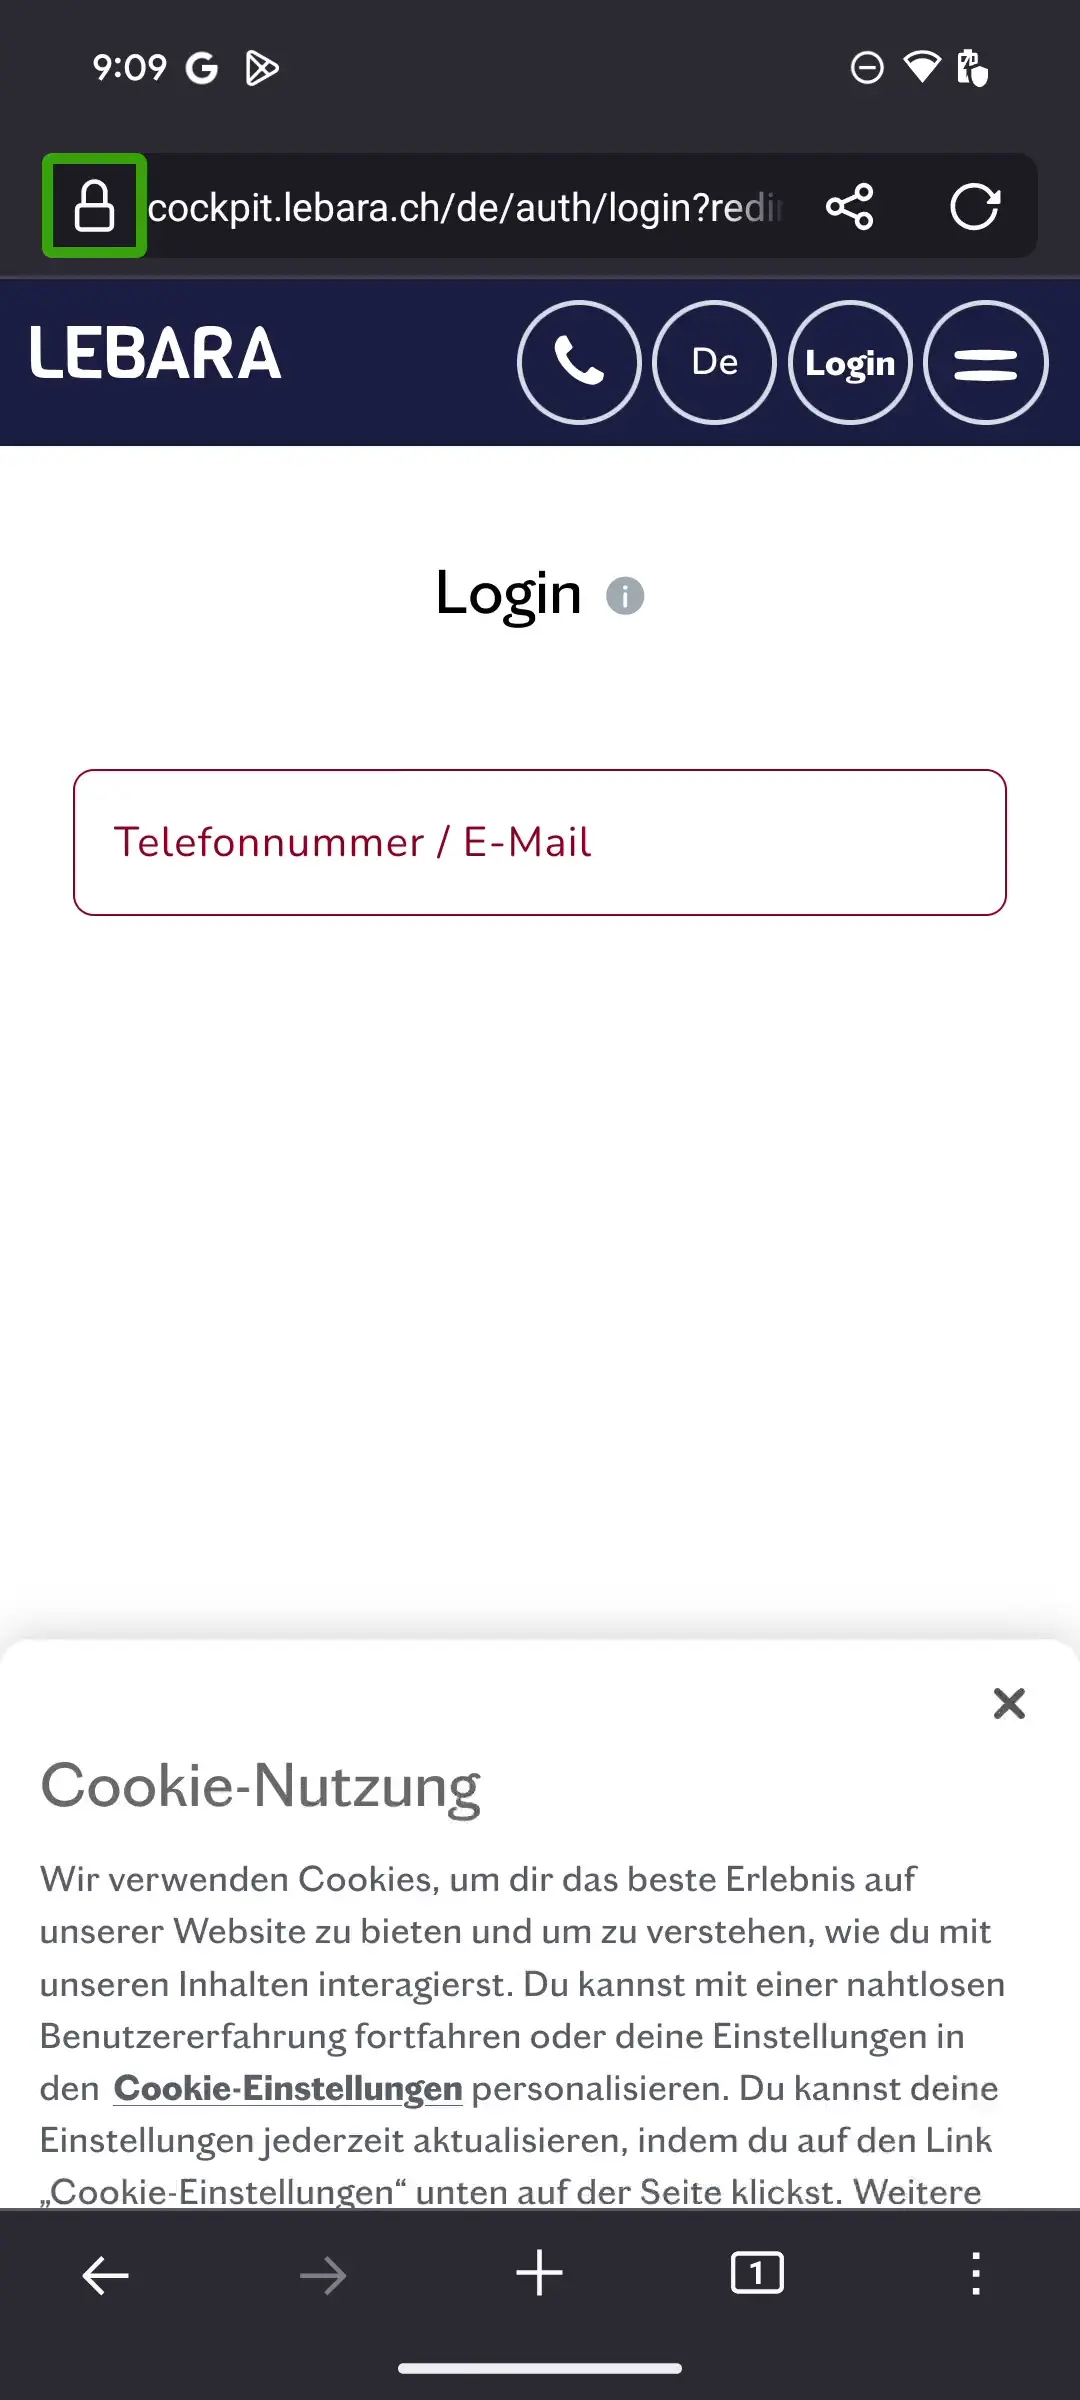 9:09
cockpit.lebara.ch/de/auth/login?redi
LEBARA
De
Login
Login
Telefonnummer / E-Mail
Cookie-Nutzung
Wir verwenden Cookies, um dir das beste Erlebnis auf
unserer Website zu bieten und um zu verstehen, wie du mit
unseren Inhalten interagierst. Du kannst mit einer nahtlosen
Benutzererfahrung fortfahren oder deine Einstellungen in
den Cookie-Einstellungen personalisieren. Du kannst deine
Einstellungen jederzeit aktualisieren, indem du auf den Link
„Cookie-Einstellungen“ unten auf der Seite klickst. Weitere
1